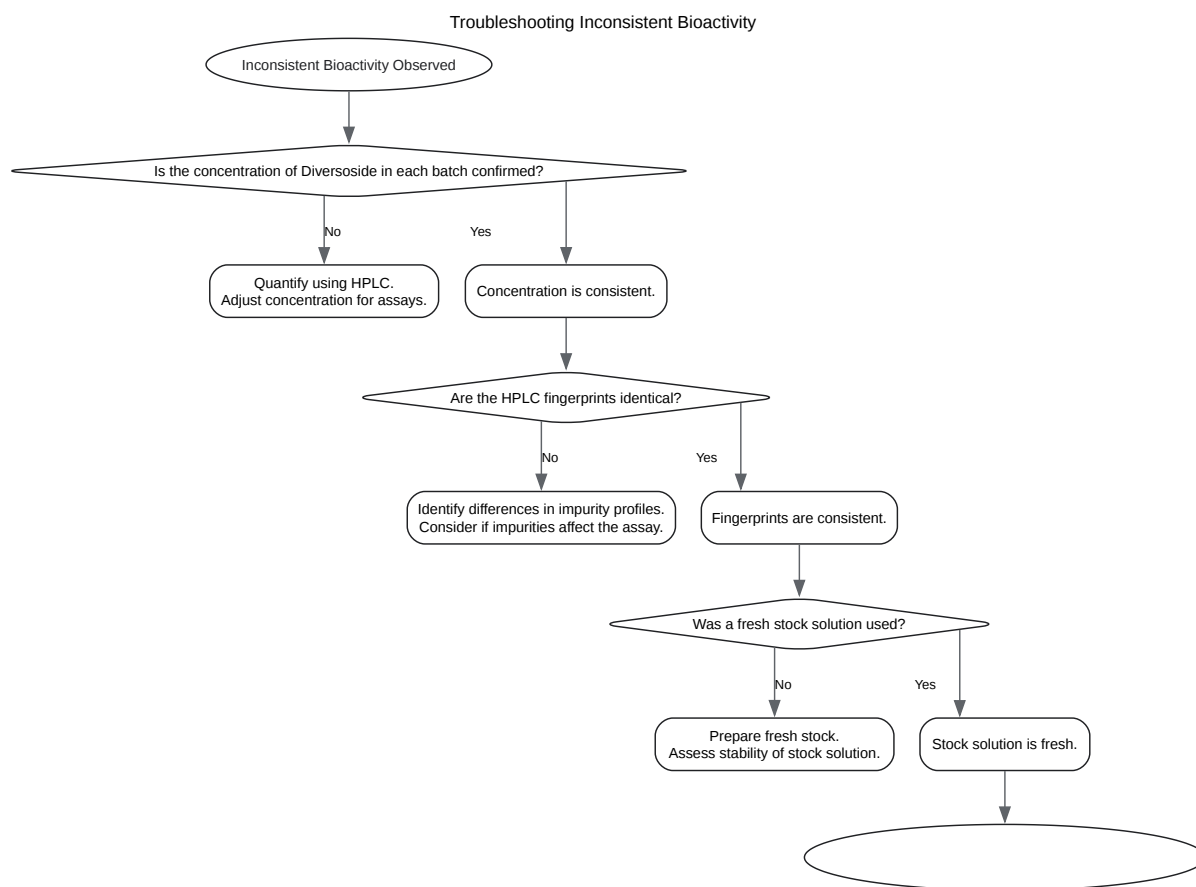 Troubleshooting Inconsistent Bioactivity
Inconsistent Bioactivity Observed
Is the concentration of Diversoside in each batch confirmed?
No
Yes
Quantify using HPLC.
Adjust concentration for assays.
Concentration is consistent.
Are the HPLC fingerprints identical?
No
Yes
Identify differences in impurity profiles.
Consider if impurities affect the assay.
Fingerprints are consistent.
Was a fresh stock solution used?
No
Yes
Prepare fresh stock.
Assess stability of stock solution.
Stock solution is fresh.